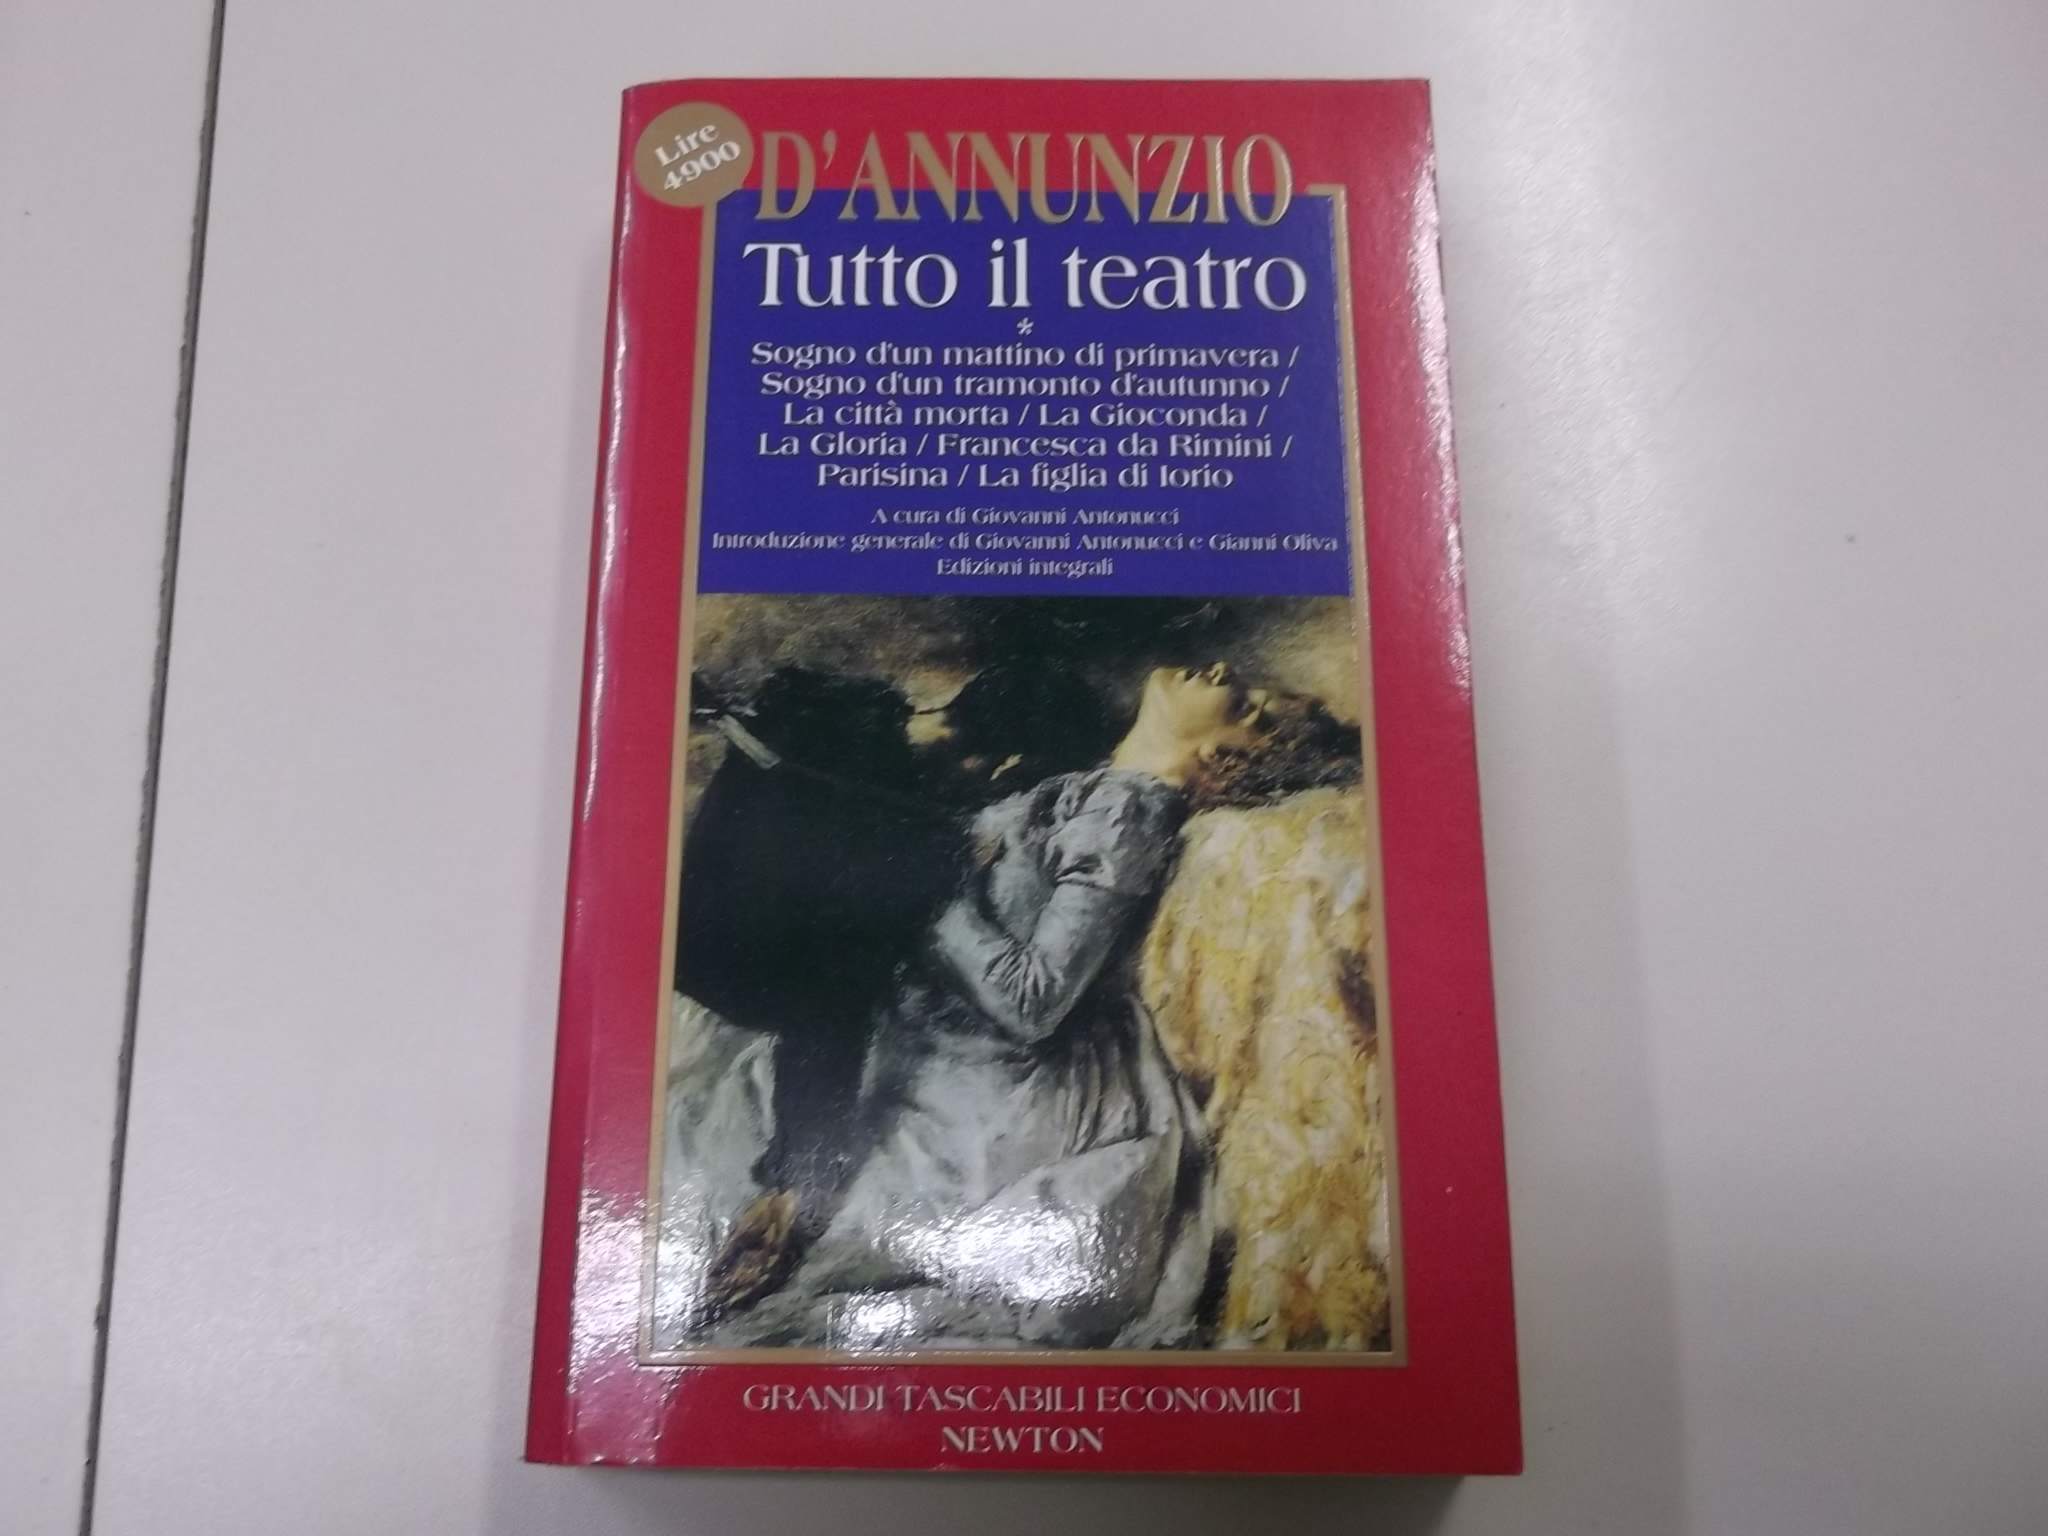 Lire
4900
D'ANNUNZIO
Tutto il teatro
*
Sogno d'un mattino di primavera /
Sogno d'un tramonto d'autunno /
La città morta / La Gioconda /
La Gloria / Francesca da Rimini /
Parisina / La figlia di Iorio
A cura di Giovanni Antonucci
Introduzione generale di Giovanni Antonucci e Gianni Oliva
Edizioni integrali
GRANDI TASCABILI ECONOMICI
NEWTON